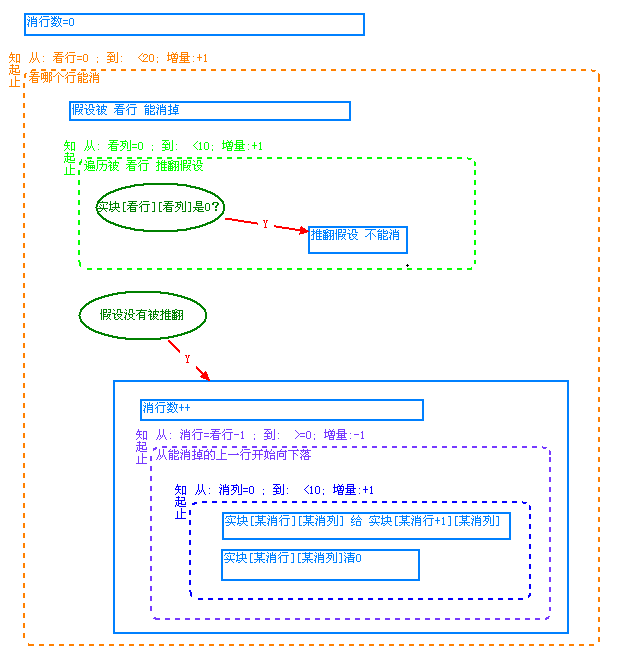 消行数=0
知起止 从: 看行=0 ; 到: <20; 增量:+1
看哪个行能消
假设被 看行 能消掉
知起止 从: 看列=0 ; 到: <10; 增量:+1
遍历被 看行 推翻假设
实块[看行][看列]是0?
Y
推翻假设 不能消
假设没有被推翻
Y
消行数++
知起止 从: 消行=看行-1 ; 到: >=0; 增量:-1
从能消掉的上一行开始向下落
知起止 从: 消列=0 ; 到: <10; 增量:+1
实块[某消行][某消列] 给 实块[某消行+1][某消列]
实块[某消行][某消列]清0